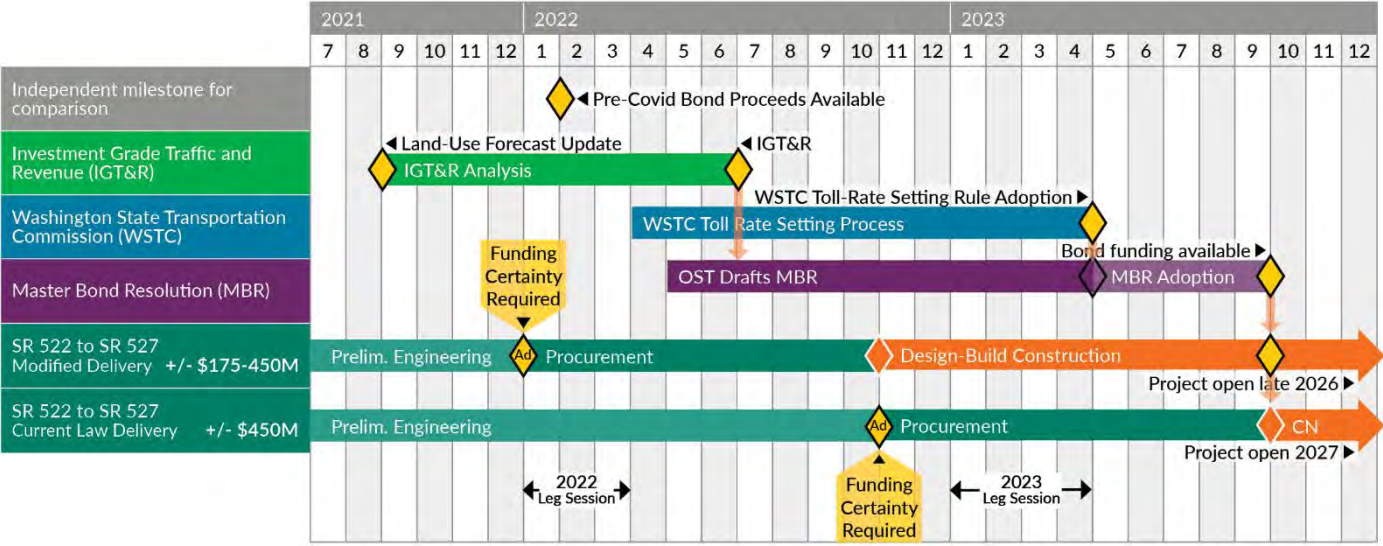 2021 2022 2023
7 8 9 10 11 12 1 2 3 4 5 6 7 8 9 10 11 12 1 2 3 4 5 6 7 8 9 10 11 12
Independent milestone for
comparison
Pre-Covid Bond Proceeds Available
Investment Grade Traffic and
Revenue (IGT&R)
Land-Use Forecast Update
IGT&R
IGT&R Analysis
Washington State Transportation
Commission (WSTC)
WSTC Toll-Rate Setting Rule Adoption
WSTC Toll Rate Setting Process
Master Bond Resolution (MBR)
Funding
Certainty
Required
Bond funding available
OST Drafts MBR
MBR Adoption
SR 522 to SR 527
Modified Delivery +/- $175-450M
Prelim. Engineering
Ad
Procurement
Design-Build Construction
Project open late 2026
SR 522 to SR 527
Current Law Delivery +/- $450M
Prelim. Engineering
Ad
Procurement
CN
Project open 2027
2022
Leg Session
Funding
Certainty
Required
2023
Leg Session